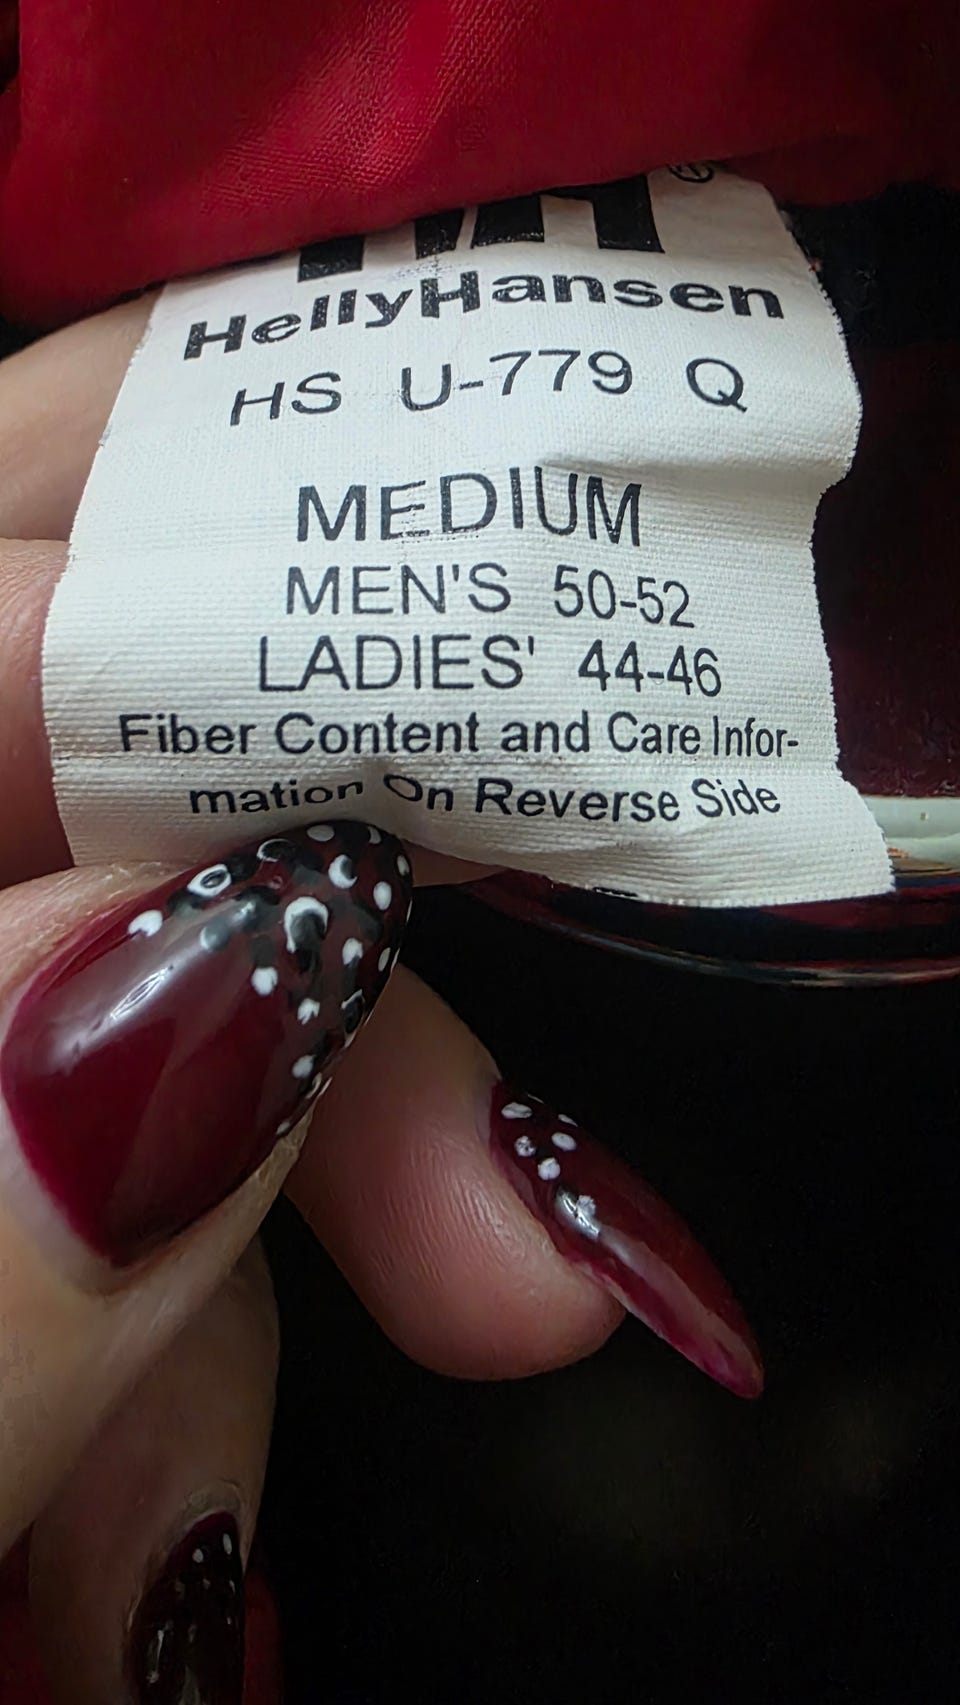 HH®
HellyHansen
HS U-779 Q
MEDIUM
MEN'S 50-52
LADIES' 44-46
Fiber Content and Care Infor-
mation On Reverse Side